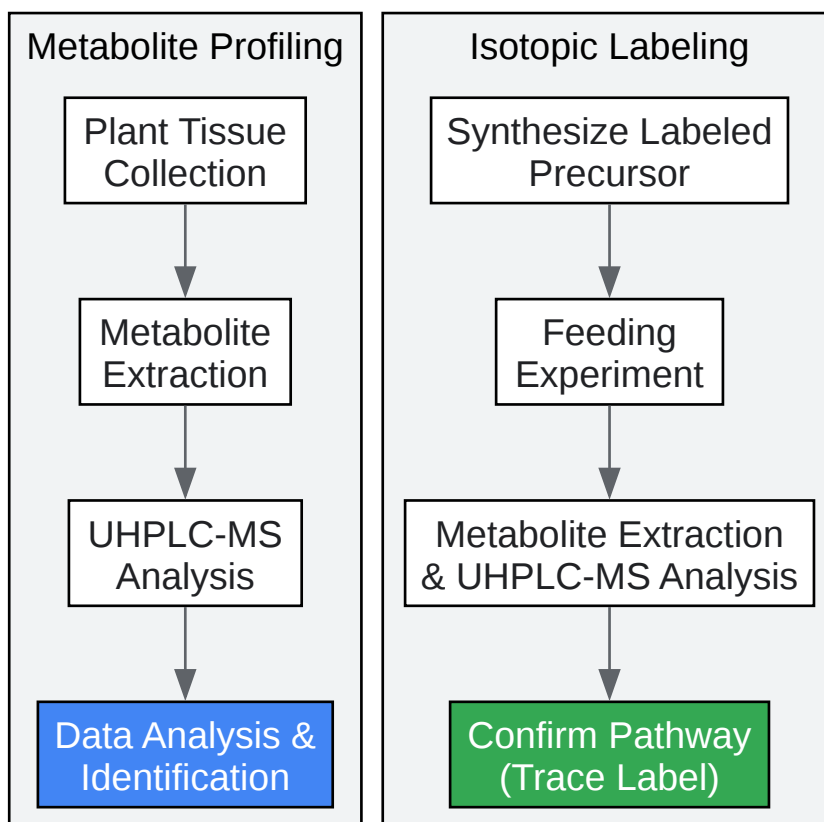 Metabolite Profiling
Plant Tissue
Collection
Metabolite
Extraction
UHPLC-MS
Analysis
Data Analysis &
Identification
Isotopic Labeling
Synthesize Labeled
Precursor
Feeding
Experiment
Metabolite Extraction
& UHPLC-MS Analysis
Confirm Pathway
(Trace Label)